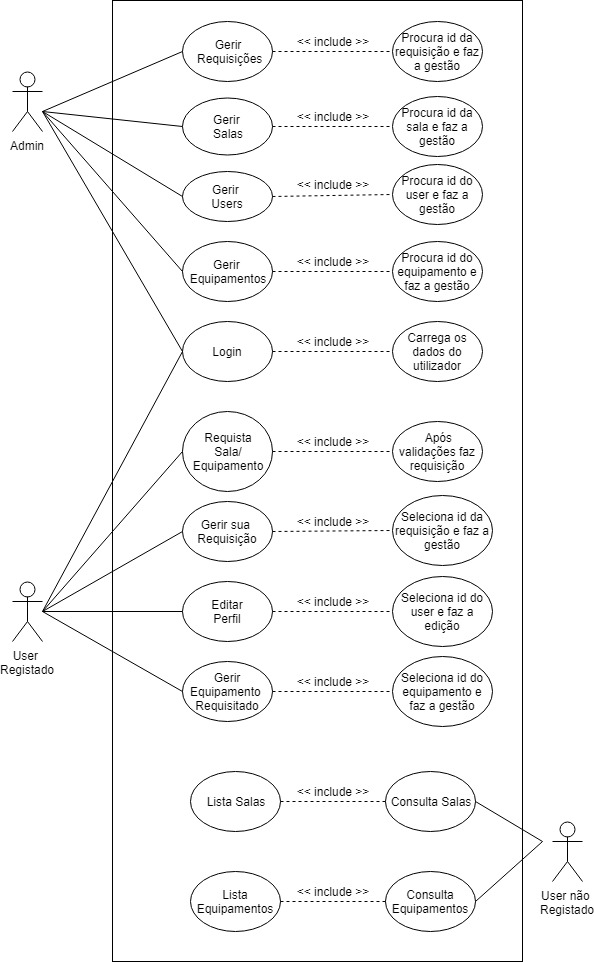 Gerir
Requisições
<< include >>
Procura id da
requisição e faz
a gestão
Admin
Gerir
Salas
<< include >>
Procura id da
sala e faz a
gestão
Gerir
Users
<< include >>
Procura id do
user e faz a
gestão
Gerir
Equipamentos
<< include >>
Procura id do
equipamento e
faz a gestão
Login
<< include >>
Carrega os
dados do
utilizador
Requista
Sala/
Equipamento
<< include >>
Após
validações faz
requisição
Gerir sua
Requisição
<< include >>
Seleciona id da
requisição e faz a
gestão
User
Registado
Editar
Perfil
<< include >>
Seleciona id do
user e faz a
edição
Gerir
Equipamento
Requisitado
<< include >>
Seleciona id do
equipamento e
faz a gestão
Lista Salas
<< include >>
Consulta Salas
Lista
Equipamentos
<< include >>
Consulta
Equipamentos
User não
Registado